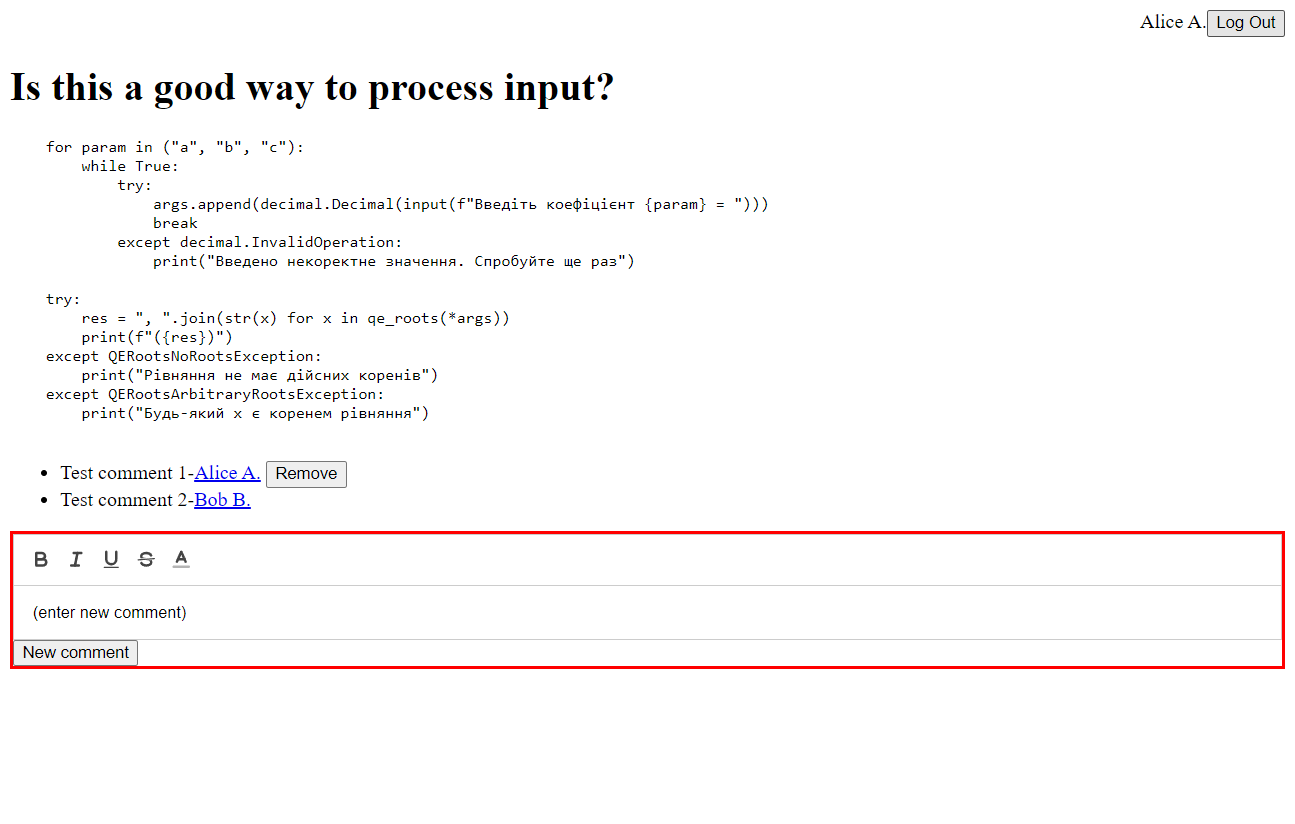 Alice A. Log Out
Is this a good way to process input?
for param in ("a", "b", "c"):
    while True:
        try:
            args.append(decimal.Decimal(input(f"Введіть коефіцієнт {param} = ")))
            break
        except decimal.InvalidOperation:
            print("Введено некоректне значення. Спробуйте ще раз")

try:
    res = ", ".join(str(x) for x in qe_roots(*args))
    print(f"({res})")
except QERootsNoRootsException:
    print("Рівняння не має дійсних коренів")
except QERootsArbitraryRootsException:
    print("Будь-який x є коренем рівняння")
• Test comment 1-Alice A. Remove
• Test comment 2-Bob B.
B I U S A
(enter new comment)
New comment